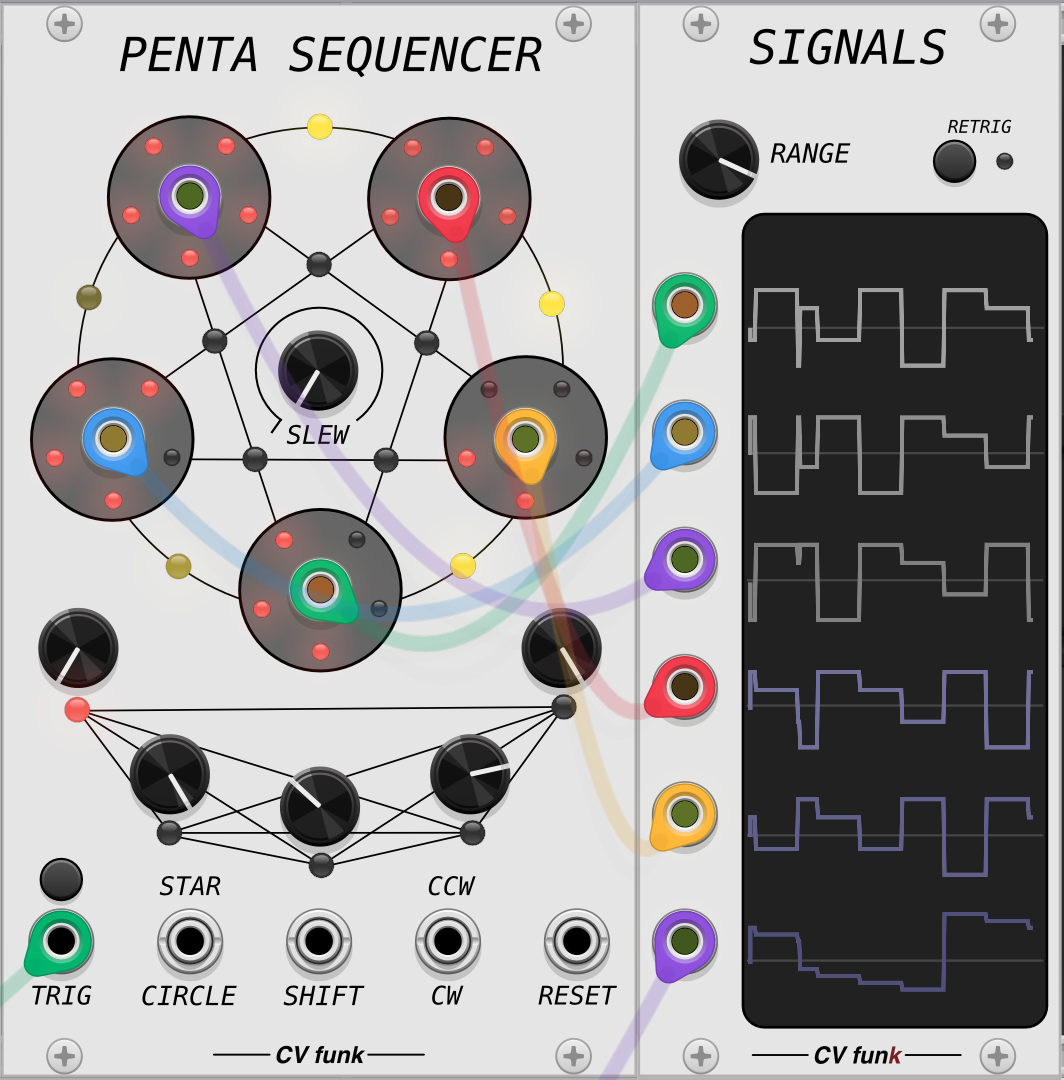 PENTA SEQUENCER
SIGNALS
RETRIG
RANGE
SLEW
STAR
CCW
TRIG
CIRCLE
SHIFT
CW
RESET
CV funk
CV funk